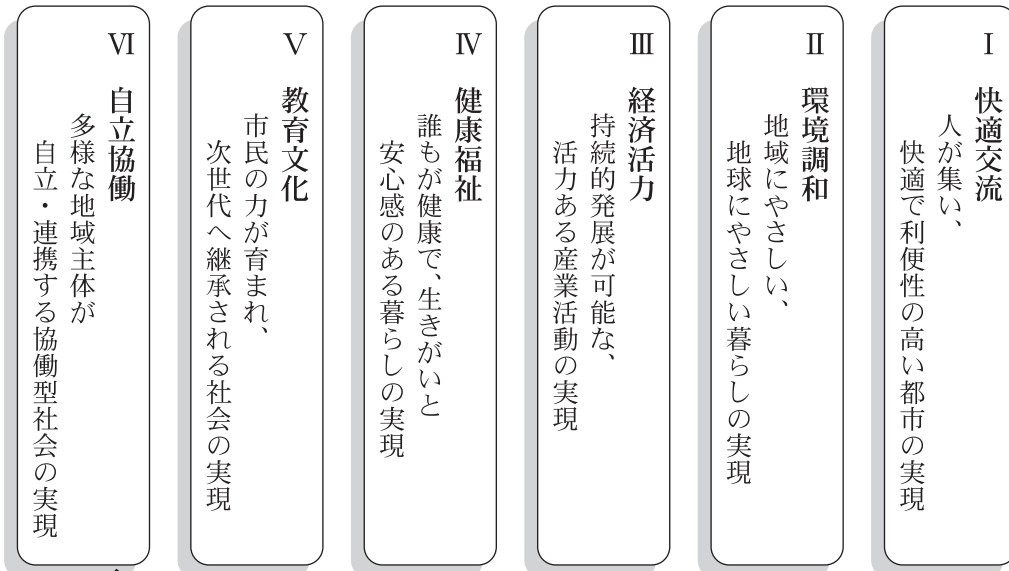 Ⅰ 快適交流
人が集い、
快適で利便性の高い都市の実現
Ⅱ 環境調和
地域にやさしい、
地球にやさしい暮らしの実現
Ⅲ 経済活力
持続的発展が可能な、
活力ある産業活動の実現
Ⅳ 健康福祉
誰もが健康で、生きがいと
安心感のある暮らしの実現
Ⅴ 教育文化
市民の力が育まれ、
次世代へ継承される社会の実現
Ⅵ 自立協働
多様な地域主体が
自立・連携する協働型社会の実現